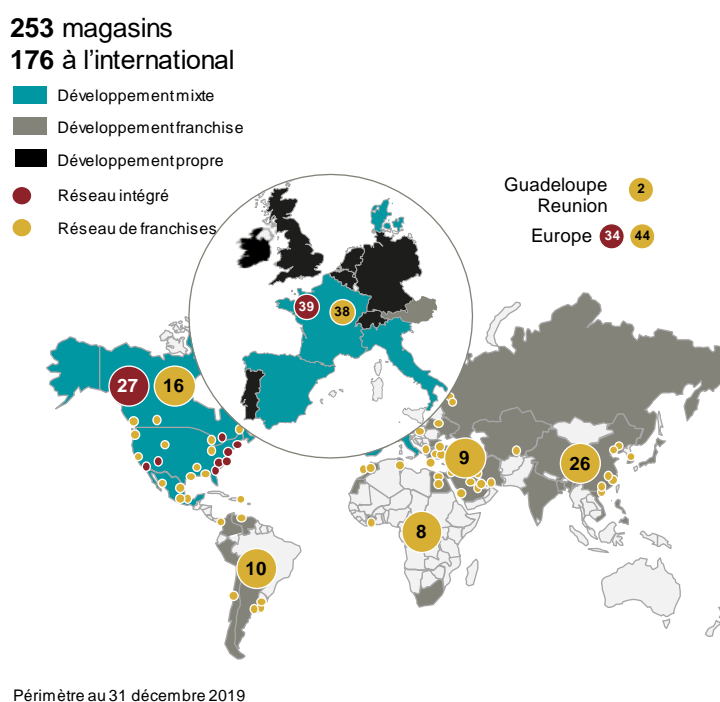 253 magasins
176 à l'international
Développement mixte
Développement franchise
Développement propre
Réseau intégré
Réseau de franchises
Guadeloupe 2
Reunion
Europe 34 44
39
38
27
16
9
26
8
10
Périmètre au 31 décembre 2019